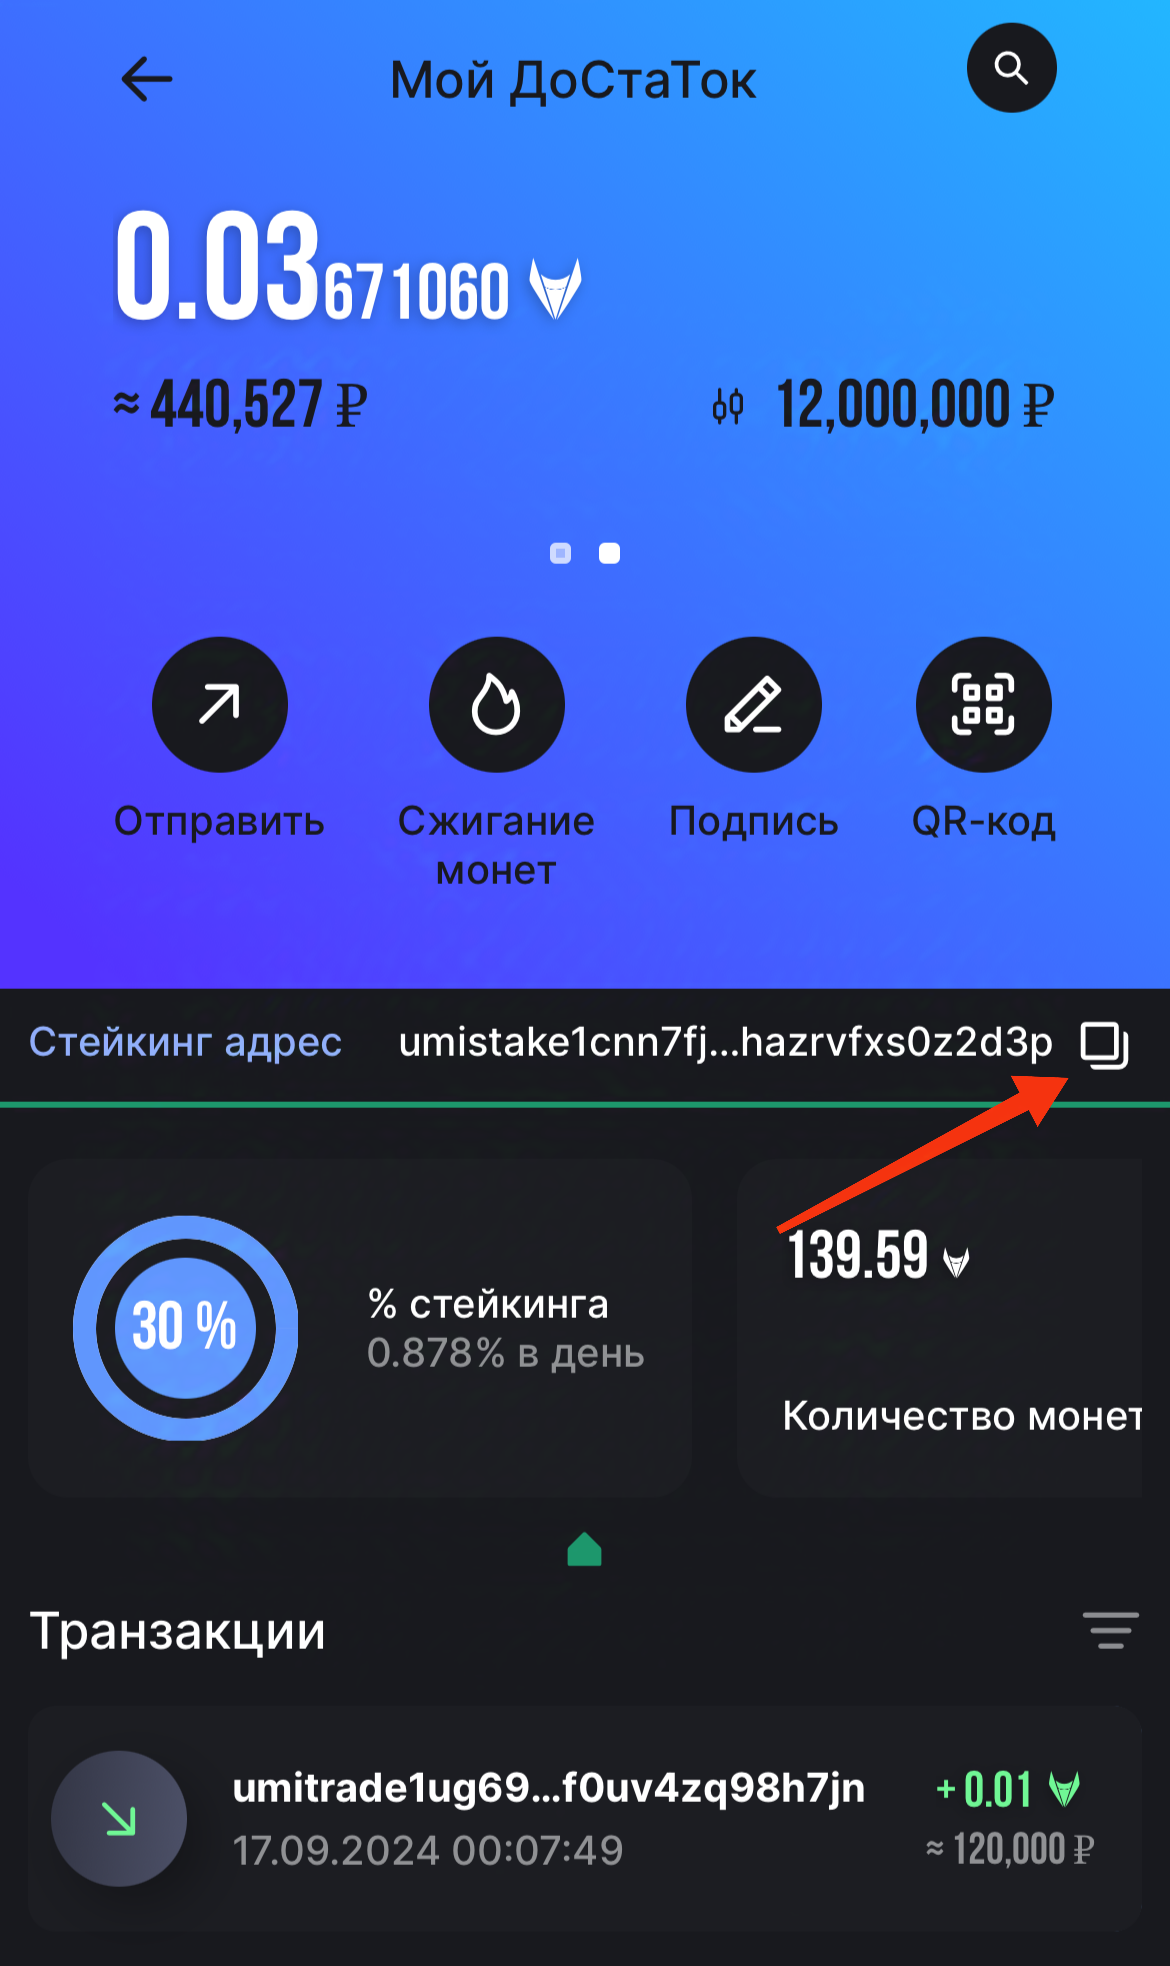 Мой ДоСтаТок
0.03671060
≈ 440,527 ₽
12,000,000 ₽
Отправить
Сжигание
монет
Подпись
QR-код
Стейкинг адрес umistake1cnn7fj...hazrvfxs0z2d3p
30 %
% стейкинга
0.878% в день
139.59
Количество монет
Транзакции
umitrade1ug69...f0uv4zq98h7jn
+ 0.01
17.09.2024 00:07:49
≈ 120,000 ₽